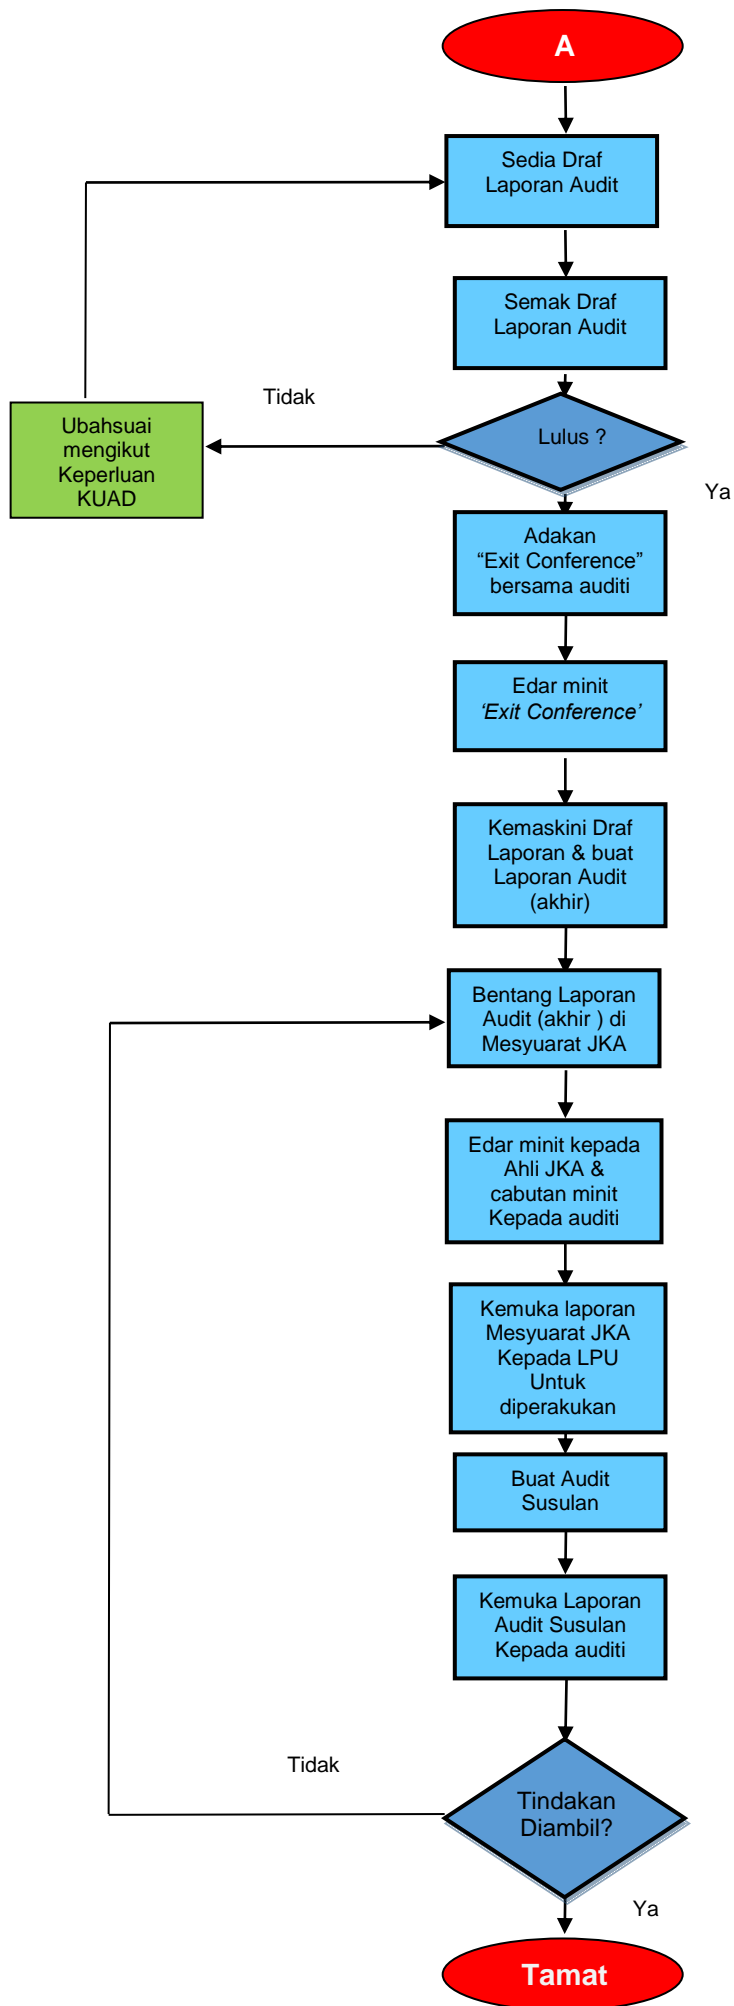 A
Sedia Draf
Laporan Audit
Semak Draf
Laporan Audit
Tidak
Lulus ?
Ubahsuai
mengikut
Keperluan
KUAD
Ya
Adakan
“Exit Conference”
bersama auditi
Edar minit
‘Exit Conference’
Kemaskini Draf
Laporan & buat
Laporan Audit
(akhir)
Bentang Laporan
Audit (akhir ) di
Mesyuarat JKA
Edar minit kepada
Ahli JKA &
cabutan minit
Kepada auditi
Kemuka laporan
Mesyuarat JKA
Kepada LPU
Untuk
diperakukan
Buat Audit
Susulan
Kemuka Laporan
Audit Susulan
Kepada auditi
Tidak
Tindakan
Diambil?
Ya
Tamat